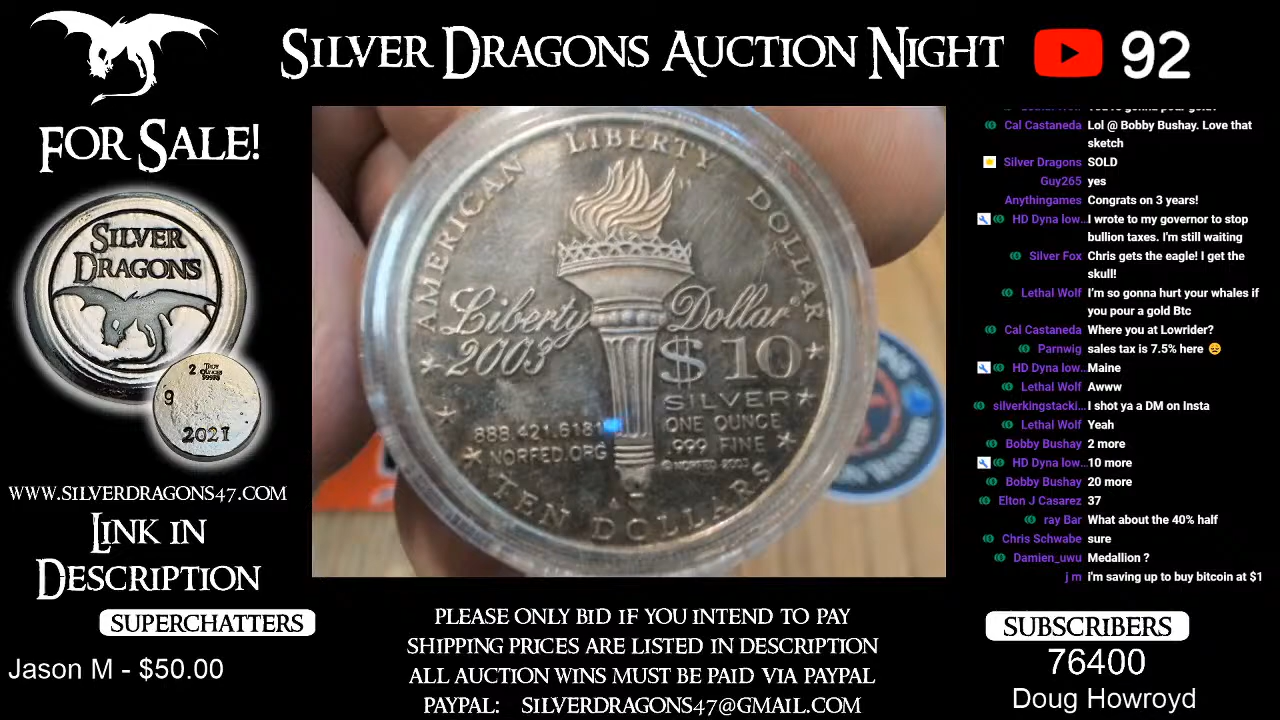 SILVER DRAGONS AUCTION NIGHT
92
FOR SALE!
SILVER
DRAGONS
2 TROY
OUNCES
9
2021
WWW.SILVERDRAGONS47.COM
LINK IN
DESCRIPTION
SUPERCHATTERS
Jason M - $50.00
AMERICAN LIBERTY DOLLAR
Liberty Dollar
2003 $10
SILVER
888.421.6181 ONE OUNCE
NORFED.ORG .999 FINE
© NORFED 2003
TEN DOLLARS
PLEASE ONLY BID IF YOU INTEND TO PAY
SHIPPING PRICES ARE LISTED IN DESCRIPTION
ALL AUCTION WINS MUST BE PAID VIA PAYPAL
PAYPAL: SILVERDRAGONS47@GMAIL.COM
Cal Castaneda Lol @ Bobby Bushay. Love that
sketch
Silver Dragons SOLD
Guy265 yes
Anythingames Congrats on 3 years!
HD Dyna low... I wrote to my governor to stop
bullion taxes. I'm still waiting
Silver Fox Chris gets the eagle! I get the
skull!
Lethal Wolf I'm so gonna hurt your whales if
you pour a gold Btc
Cal Castaneda Where you at Lowrider?
Parnwig sales tax is 7.5% here 😔
HD Dyna low... Maine
Lethal Wolf Awww
silverkingstacki... I shot ya a DM on Insta
Lethal Wolf Yeah
Bobby Bushay 2 more
HD Dyna low... 10 more
Bobby Bushay 20 more
Elton J Casarez 37
ray Bar What about the 40% half
Chris Schwabe sure
Damien_uwu Medallion ?
j m I'm saving up to buy bitcoin at $1
SUBSCRIBERS
76400
Doug Howroyd